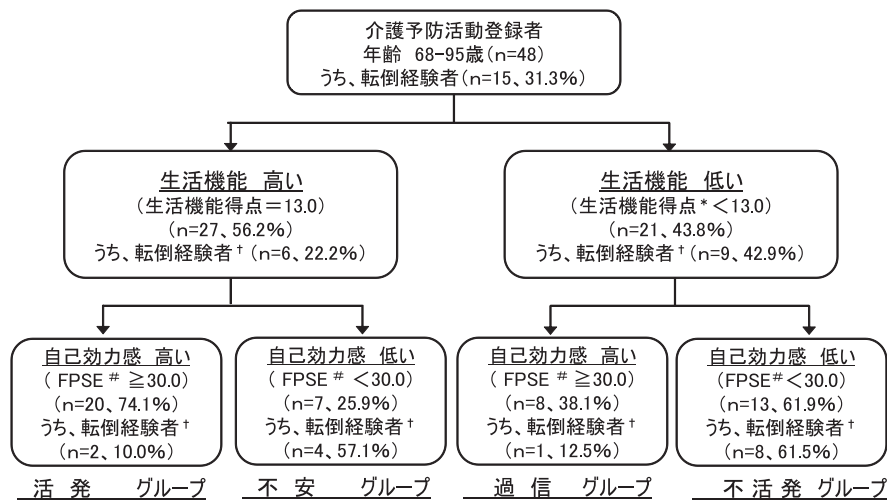 介護予防活動登録者
年齢 68-95歳(n=48)
うち、転倒経験者(n=15、31.3%)
生活機能 高い
(生活機能得点=13.0)
(n=27、56.2%)
うち、転倒経験者†(n=6、22.2%)
生活機能 低い
(生活機能得点*<13.0)
(n=21、43.8%)
うち、転倒経験者†(n=9、42.9%)
自己効力感 高い
( FPSE # ≧30.0)
(n=20、74.1%)
うち、転倒経験者†
(n=2、10.0%)
活 発 グループ
自己効力感 低い
( FPSE # <30.0)
(n=7、25.9%)
うち、転倒経験者†
(n=4、57.1%)
不 安 グループ
自己効力感 高い
( FPSE # ≧30.0)
(n=8、38.1%)
うち、転倒経験者†
(n=1、12.5%)
過 信 グループ
自己効力感 低い
(FPSE#<30.0)
(n=13、61.9%)
うち、転倒経験者†
(n=8、61.5%)
不 活 発 グループ